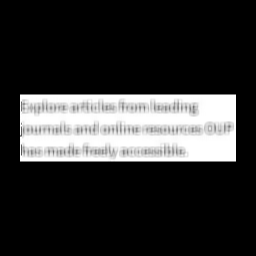 Explore articles from leading
journals and online resources OUP
has made freely accessible.